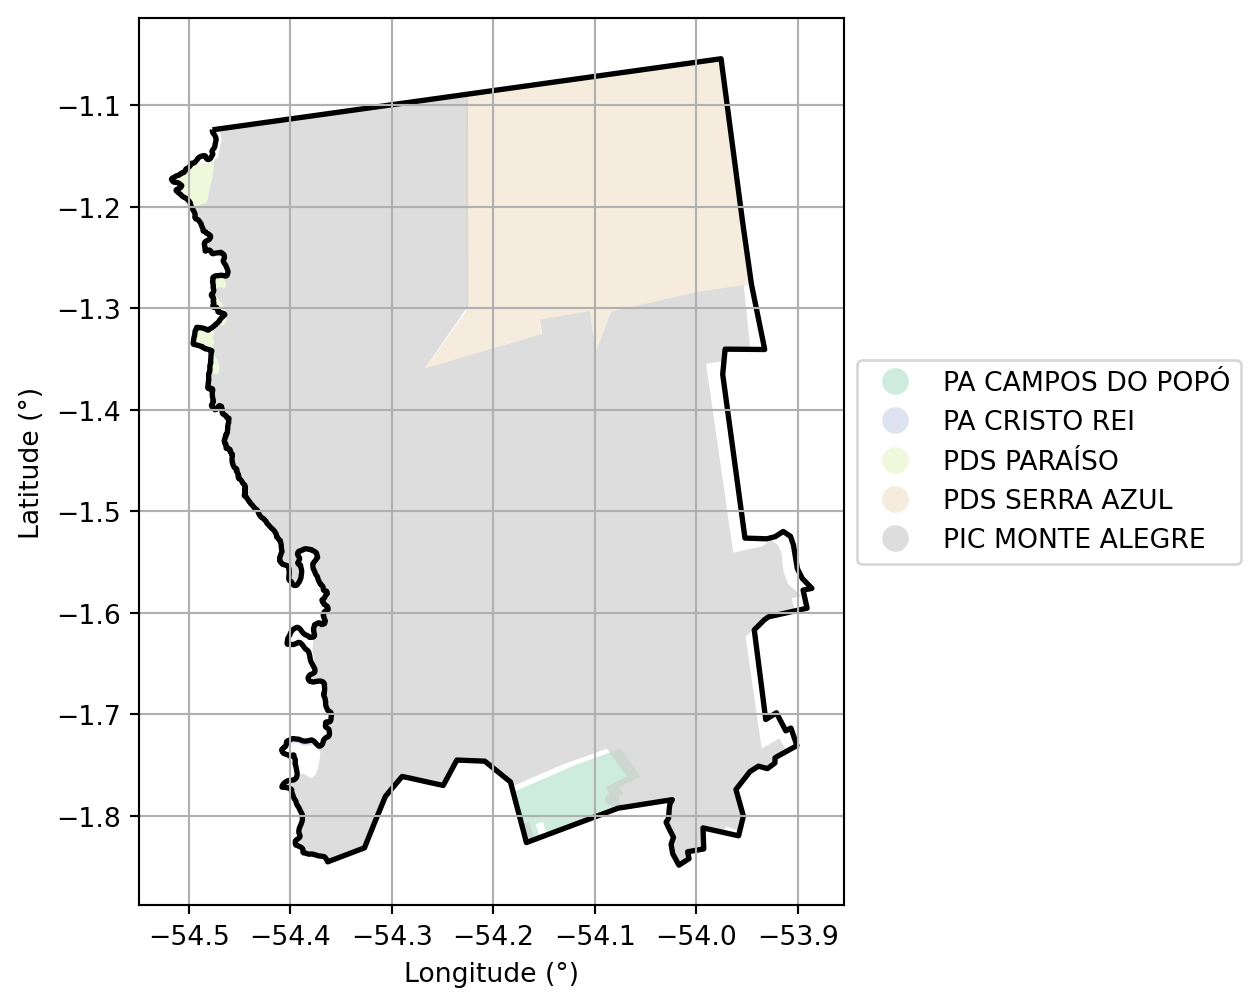 −1.1
−1.2
−1.3
−1.4
−1.5
−1.6
−1.7
−1.8
Latitude (°)
−54.5 −54.4 −54.3 −54.2 −54.1 −54.0 −53.9
Longitude (°)
PA CAMPOS DO POPÓ
PA CRISTO REI
PDS PARAÍSO
PDS SERRA AZUL
PIC MONTE ALEGRE